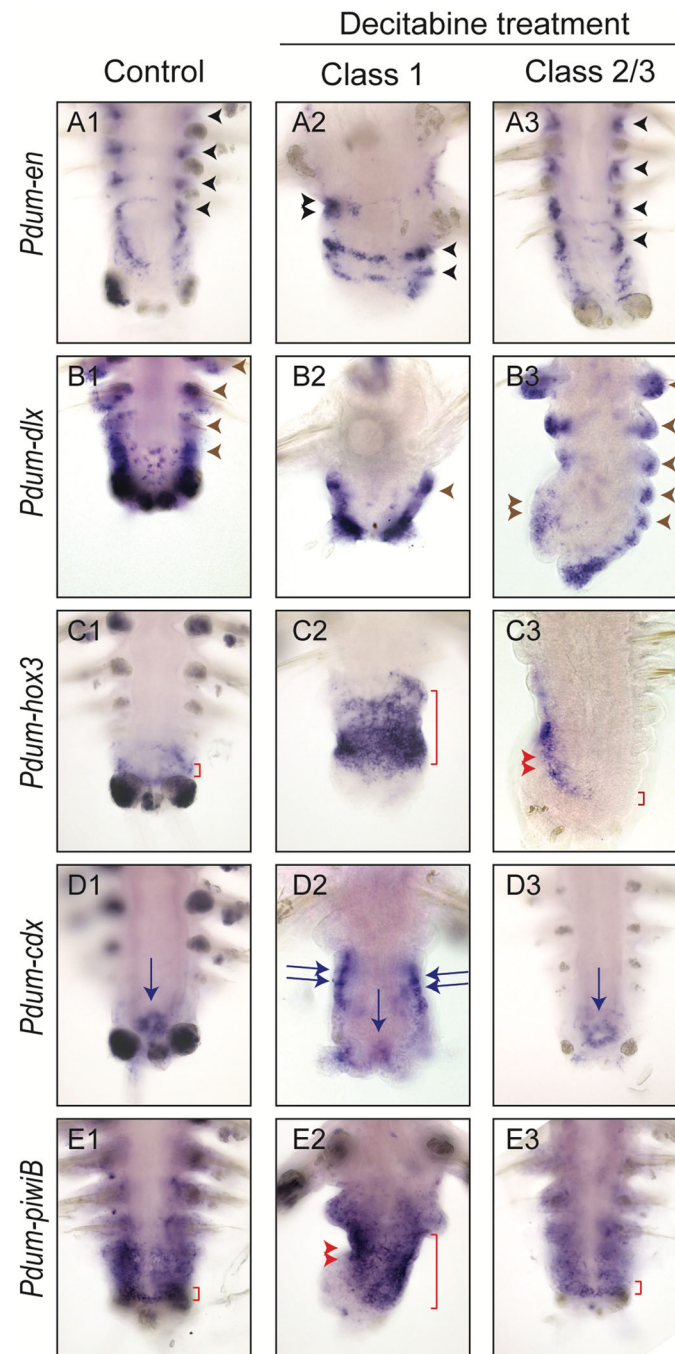 Decitabine treatment
Control Class 1 Class 2/3
Pdum-en A1 A2 A3
Pdum-dlx B1 B2 B3
Pdum-hox3 C1 C2 C3
Pdum-cdx D1 D2 D3
Pdum-piwiB E1 E2 E3